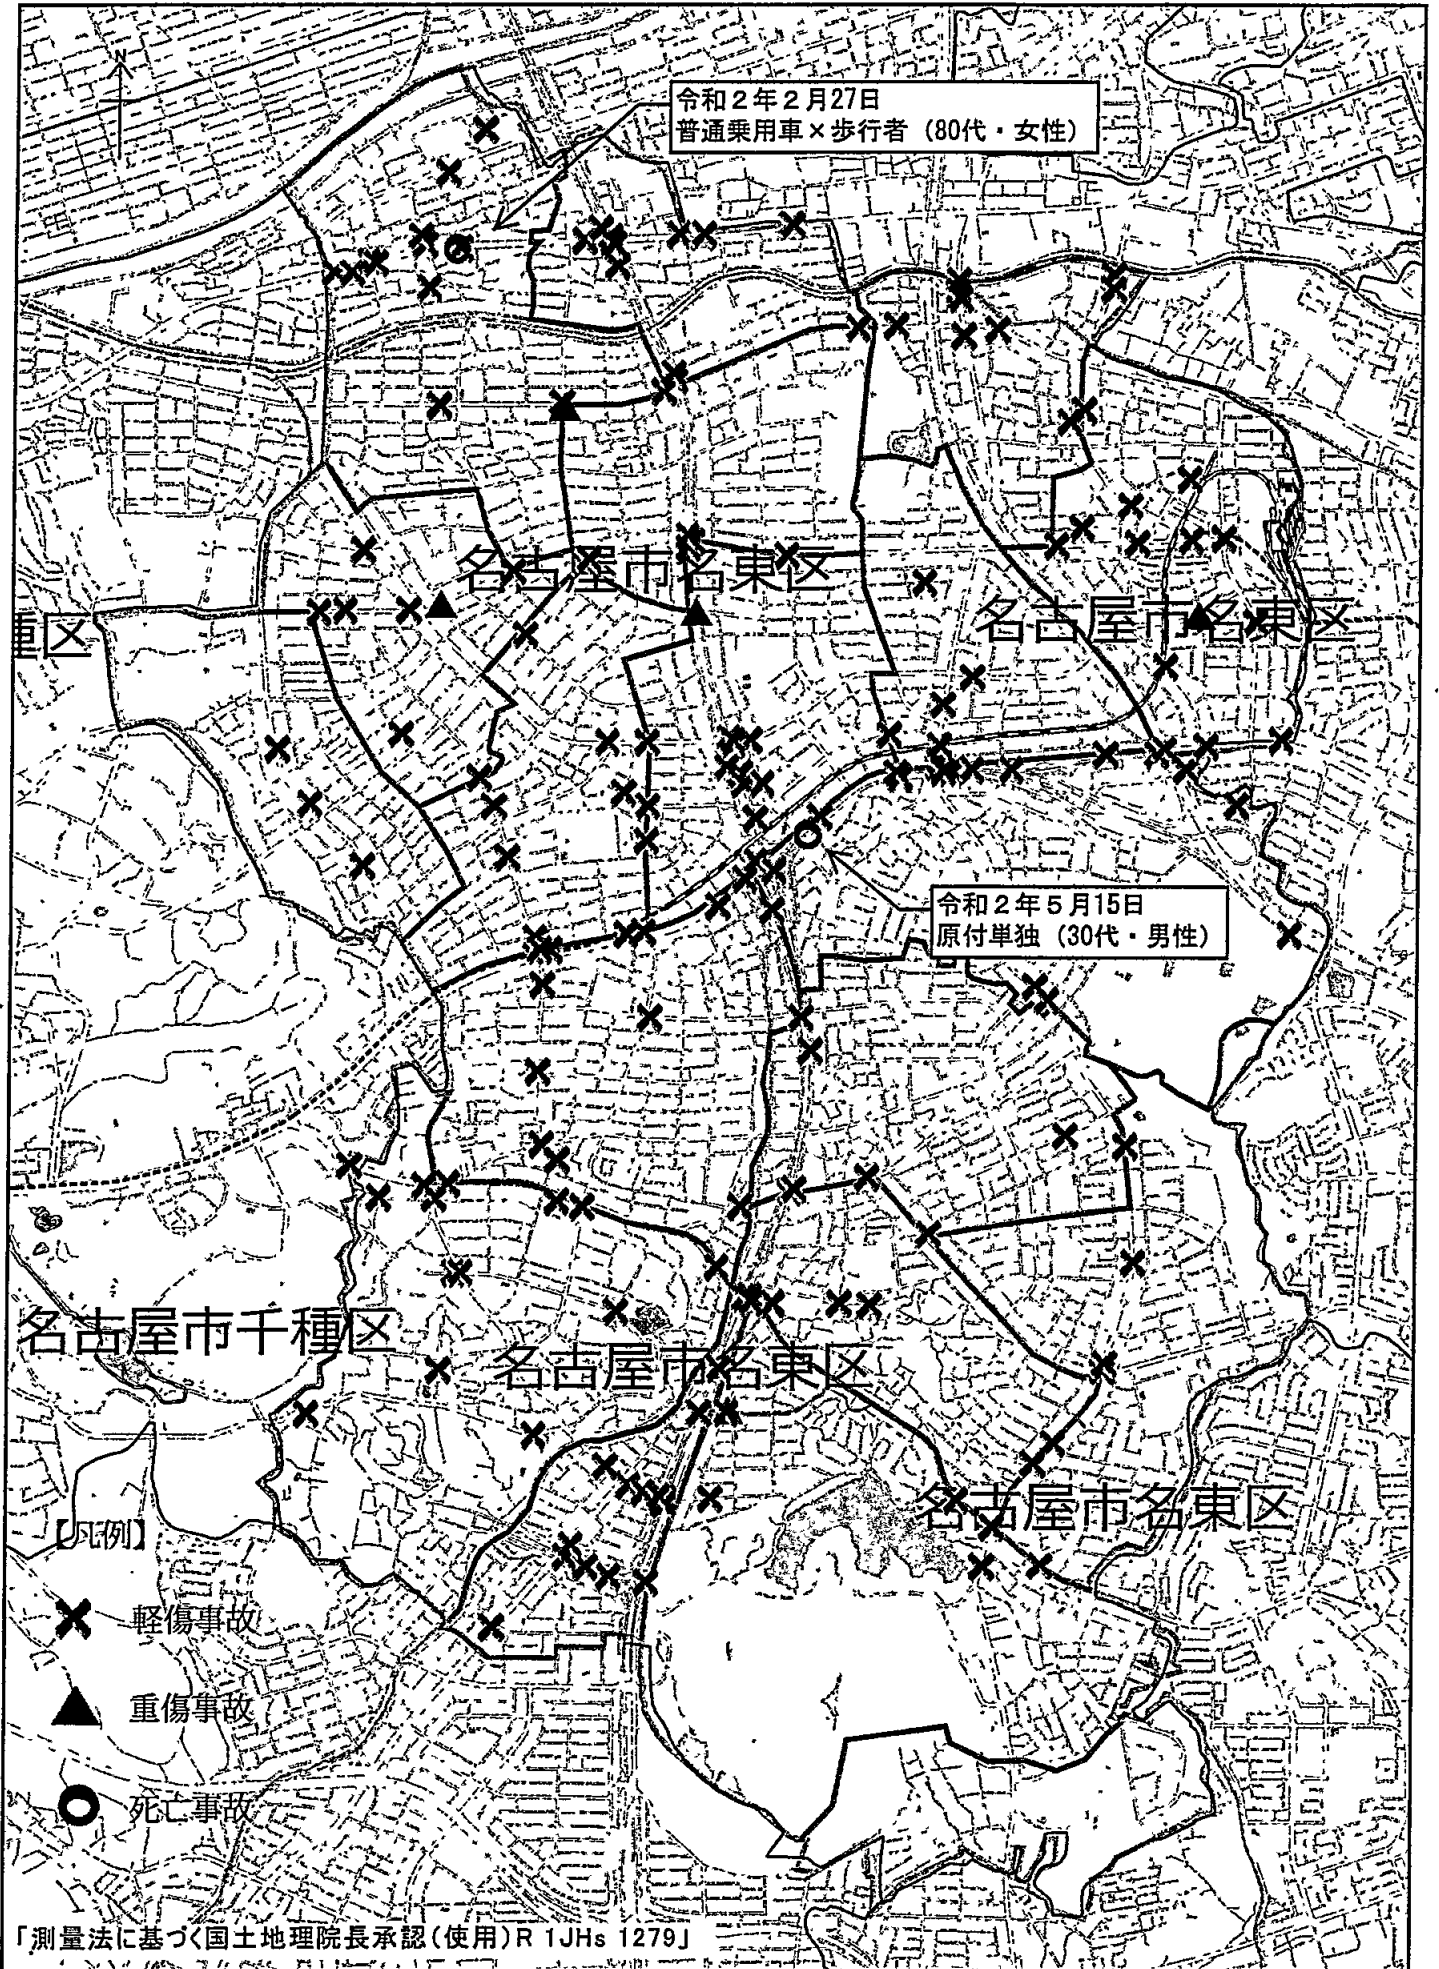 N
令和2年2月27日
普通乗用車×歩行者（80代・女性）
名古屋市名東区
名古屋市名東区
種区
令和2年5月15日
原付単独（30代・男性）
名古屋市千種区
名古屋市名東区
名古屋市名東区
【凡例】
軽傷事故
重傷事故
死亡事故
「測量法に基づく国土地理院長承認（使用）R 1JHs 1279」